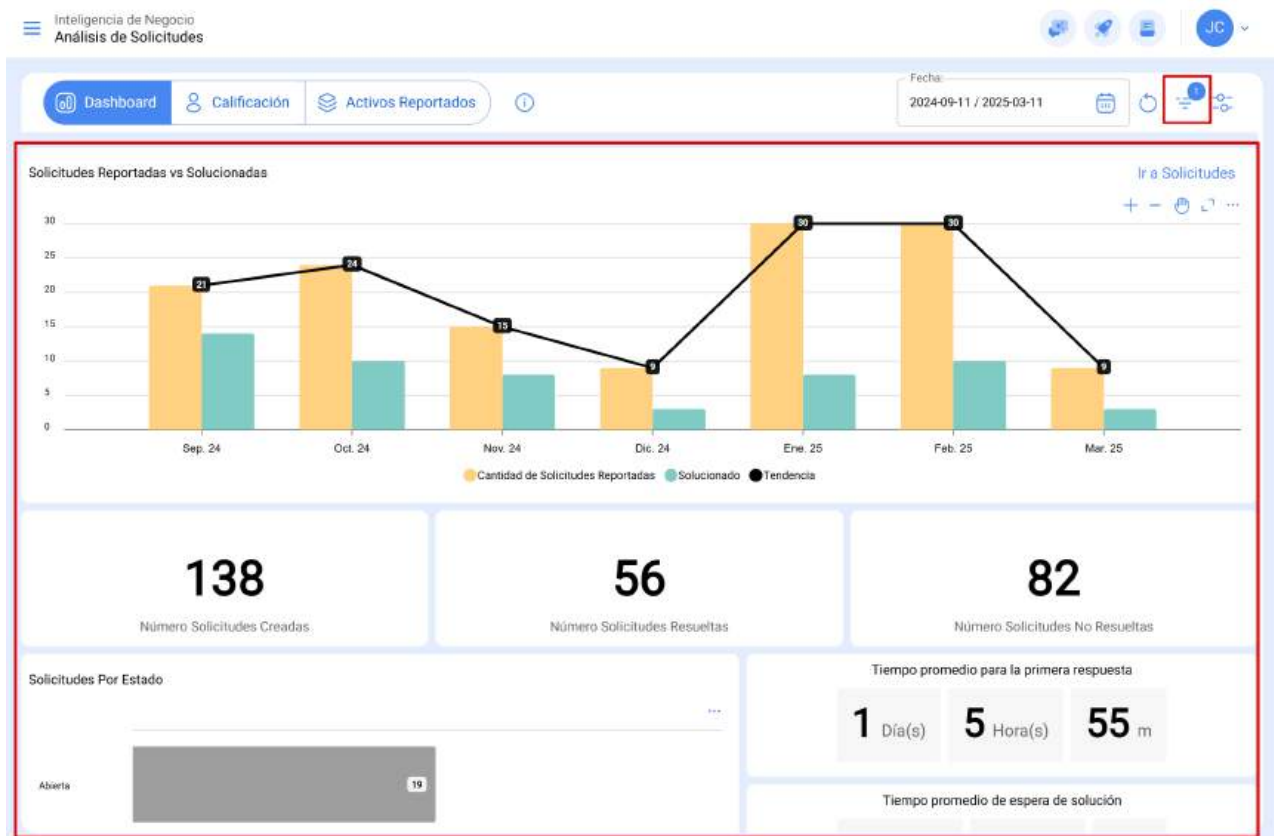 Inteligencia de Negocio
Análisis de Solicitudes
JC
Dashboard
Calificación
Activos Reportados
Fecha:
2024-09-11 / 2025-03-11
1
Solicitudes Reportadas vs Solucionadas
Ir a Solicitudes
30
25
20
15
10
5
0
21
24
15
9
30
30
9
Sep. 24
Oct. 24
Nov. 24
Dic. 24
Ene. 25
Feb. 25
Mar. 25
Cantidad de Solicitudes Reportadas
Solucionado
Tendencia
138
Número Solicitudes Creadas
56
Número Solicitudes Resueltas
82
Número Solicitudes No Resueltas
Solicitudes Por Estado
Abierta
19
Tiempo promedio para la primera respuesta
1 Día(s) 5 Hora(s) 55 m
Tiempo promedio de espera de solución